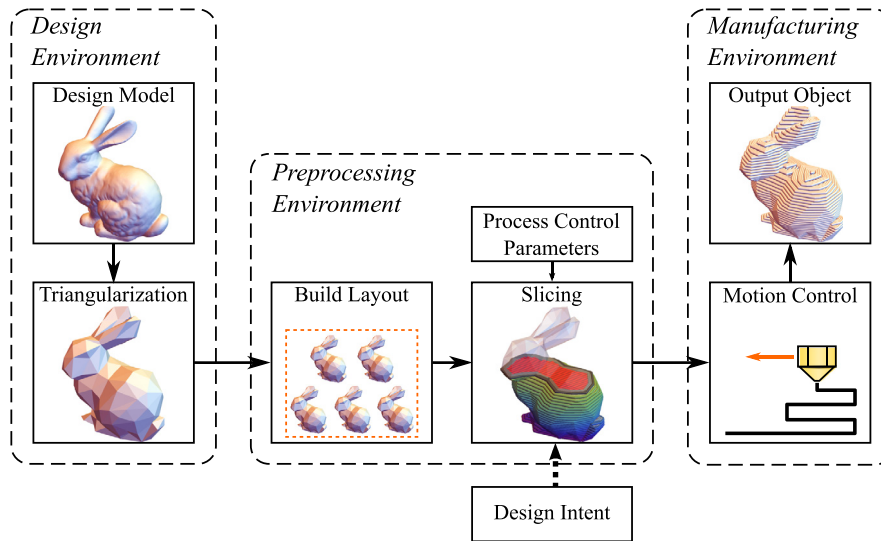 Design
Environment
Design Model
Triangularization
Preprocessing
Environment
Process Control
Parameters
Build Layout
Slicing
Design Intent
Manufacturing
Environment
Output Object
Motion Control